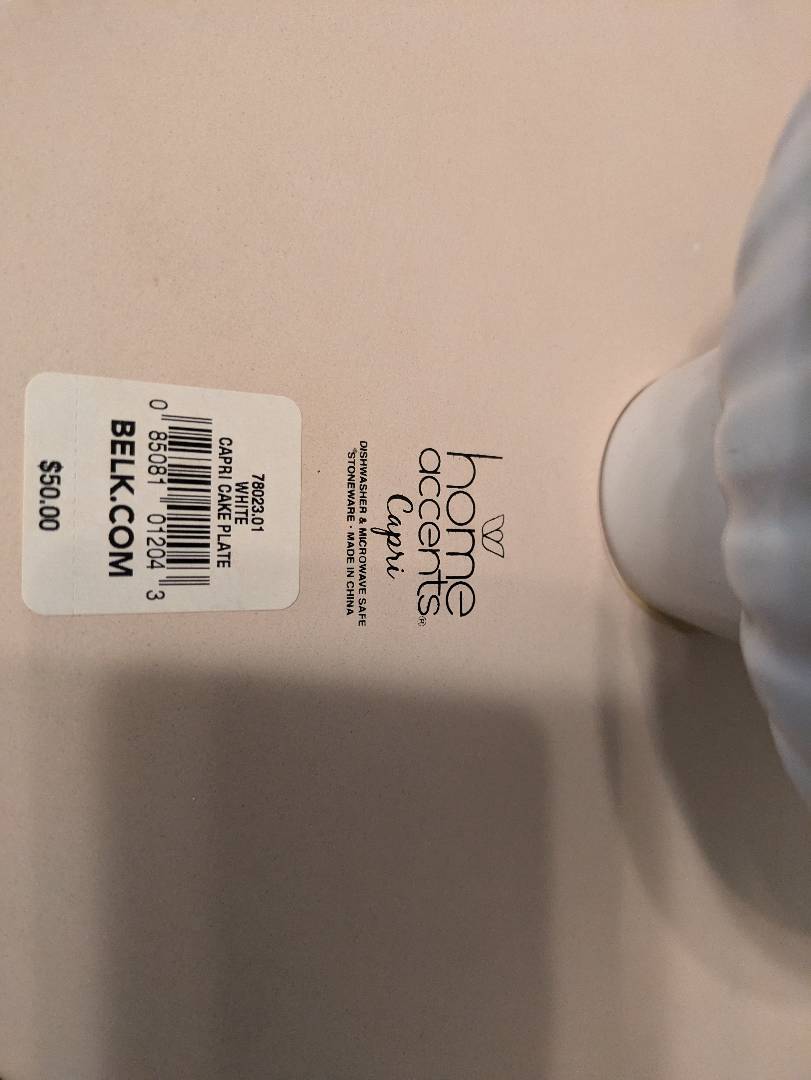 home
accents®
Capri
DISHWASHER & MICROWAVE SAFE
STONEWARE · MADE IN CHINA
78023.01
WHITE
CAPRI CAKE PLATE
0 85081 01204 3
BELK.COM
$50.00